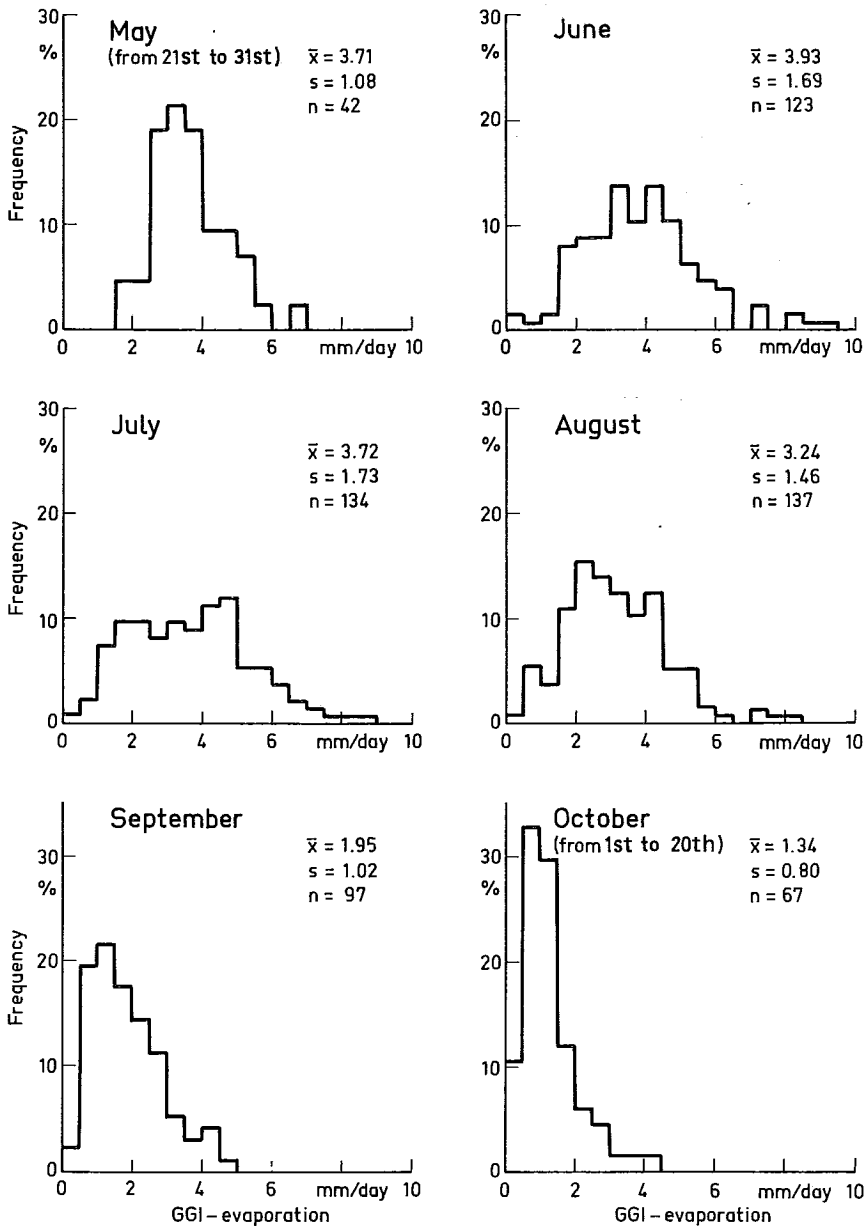 May
(from 21st to 31st)
x̄ = 3.71
s = 1.08
n = 42
Frequency
30
%
20
10
0
0 2 4 6 mm/day 10
June
x̄ = 3.93
s = 1.69
n = 123
30
%
20
10
0
0 2 4 6 mm/day 10
July
x̄ = 3.72
s = 1.73
n = 134
Frequency
30
%
20
10
0
0 2 4 6 mm/day 10
August
x̄ = 3.24
s = 1.46
n = 137
30
%
20
10
0
0 2 4 6 mm/day 10
September
x̄ = 1.95
s = 1.02
n = 97
Frequency
30
%
20
10
0
0 2 4 6 mm/day 10
GGI - evaporation
October
(from 1st to 20th)
x̄ = 1.34
s = 0.80
n = 67
30
%
20
10
0
0 2 4 6 mm/day 10
GGI - evaporation